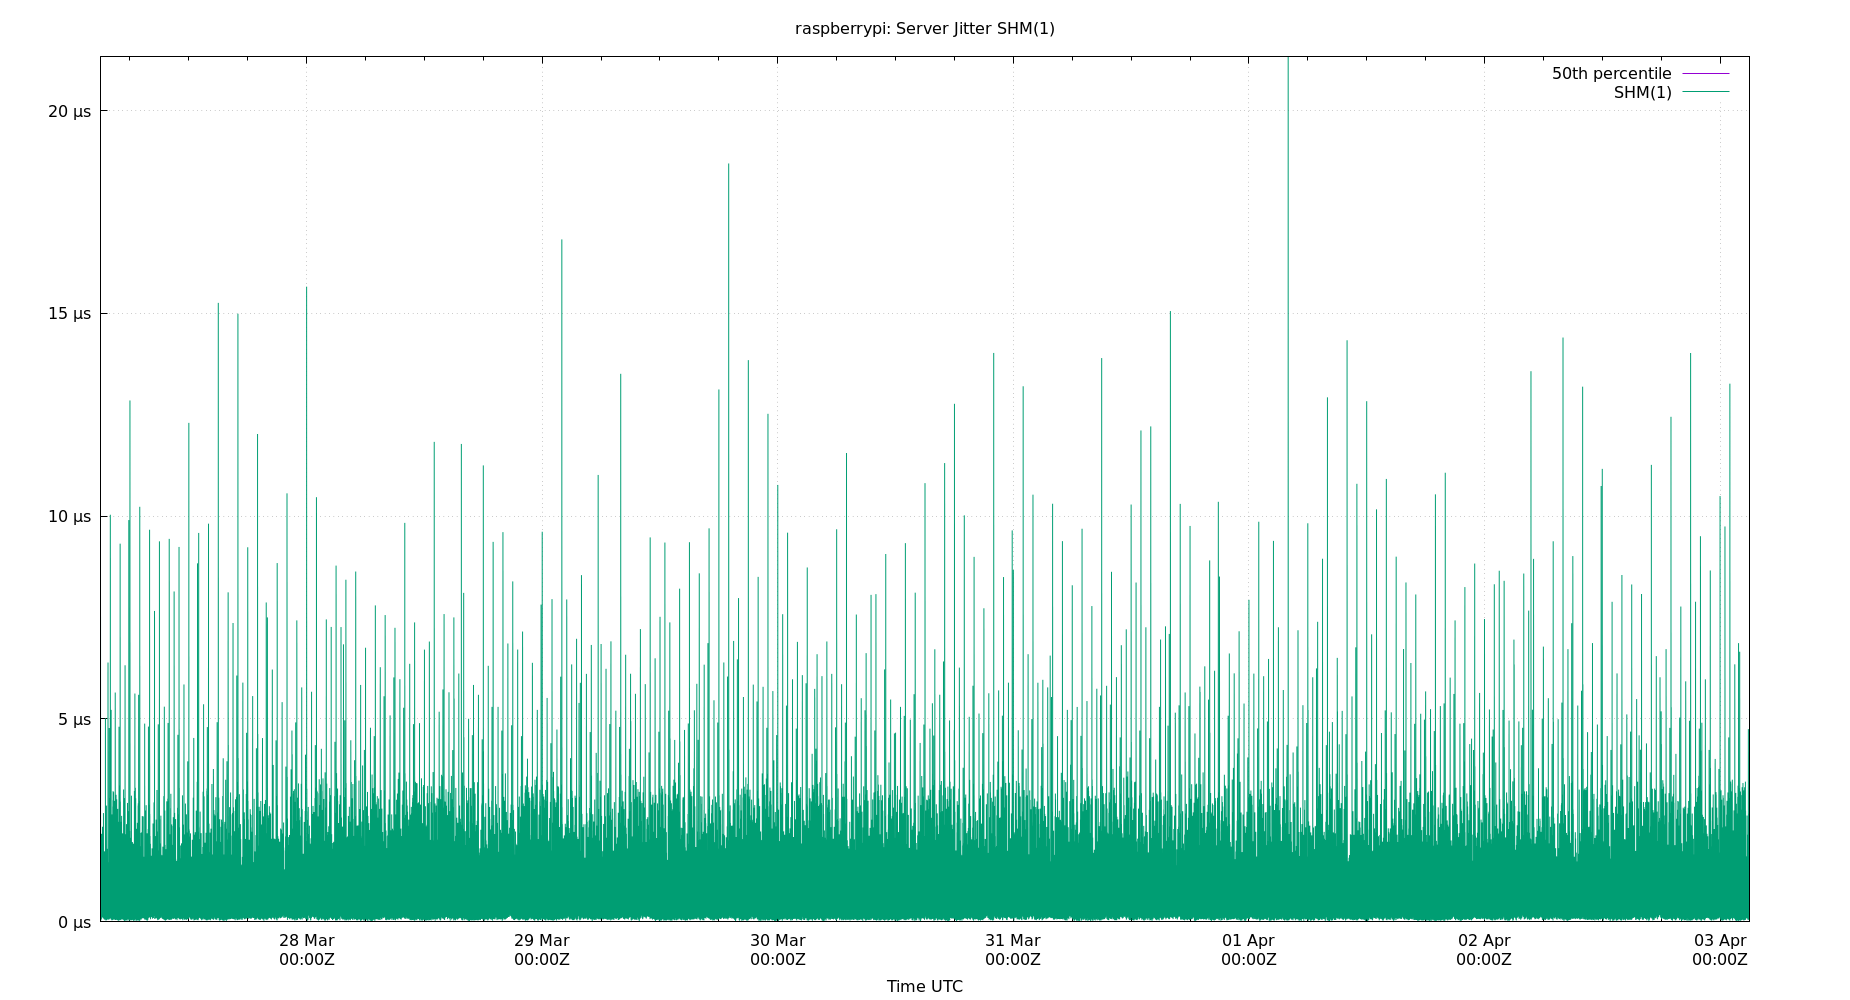 raspberrypi: Server Jitter SHM(1)
50th percentile
SHM(1)
20 µs
15 µs
10 µs
5 µs
0 µs
28 Mar 29 Mar 30 Mar 31 Mar 01 Apr 02 Apr 03 Apr
00:00Z 00:00Z 00:00Z 00:00Z 00:00Z 00:00Z 00:00Z
Time UTC